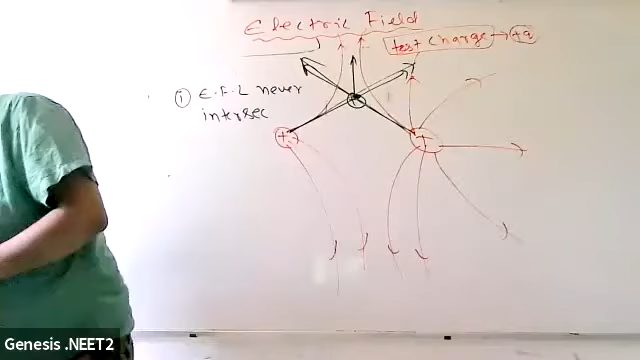 Electric Field
test charge → +q
① E.F.L never
intersec
+
+
+
Genesis .NEET2